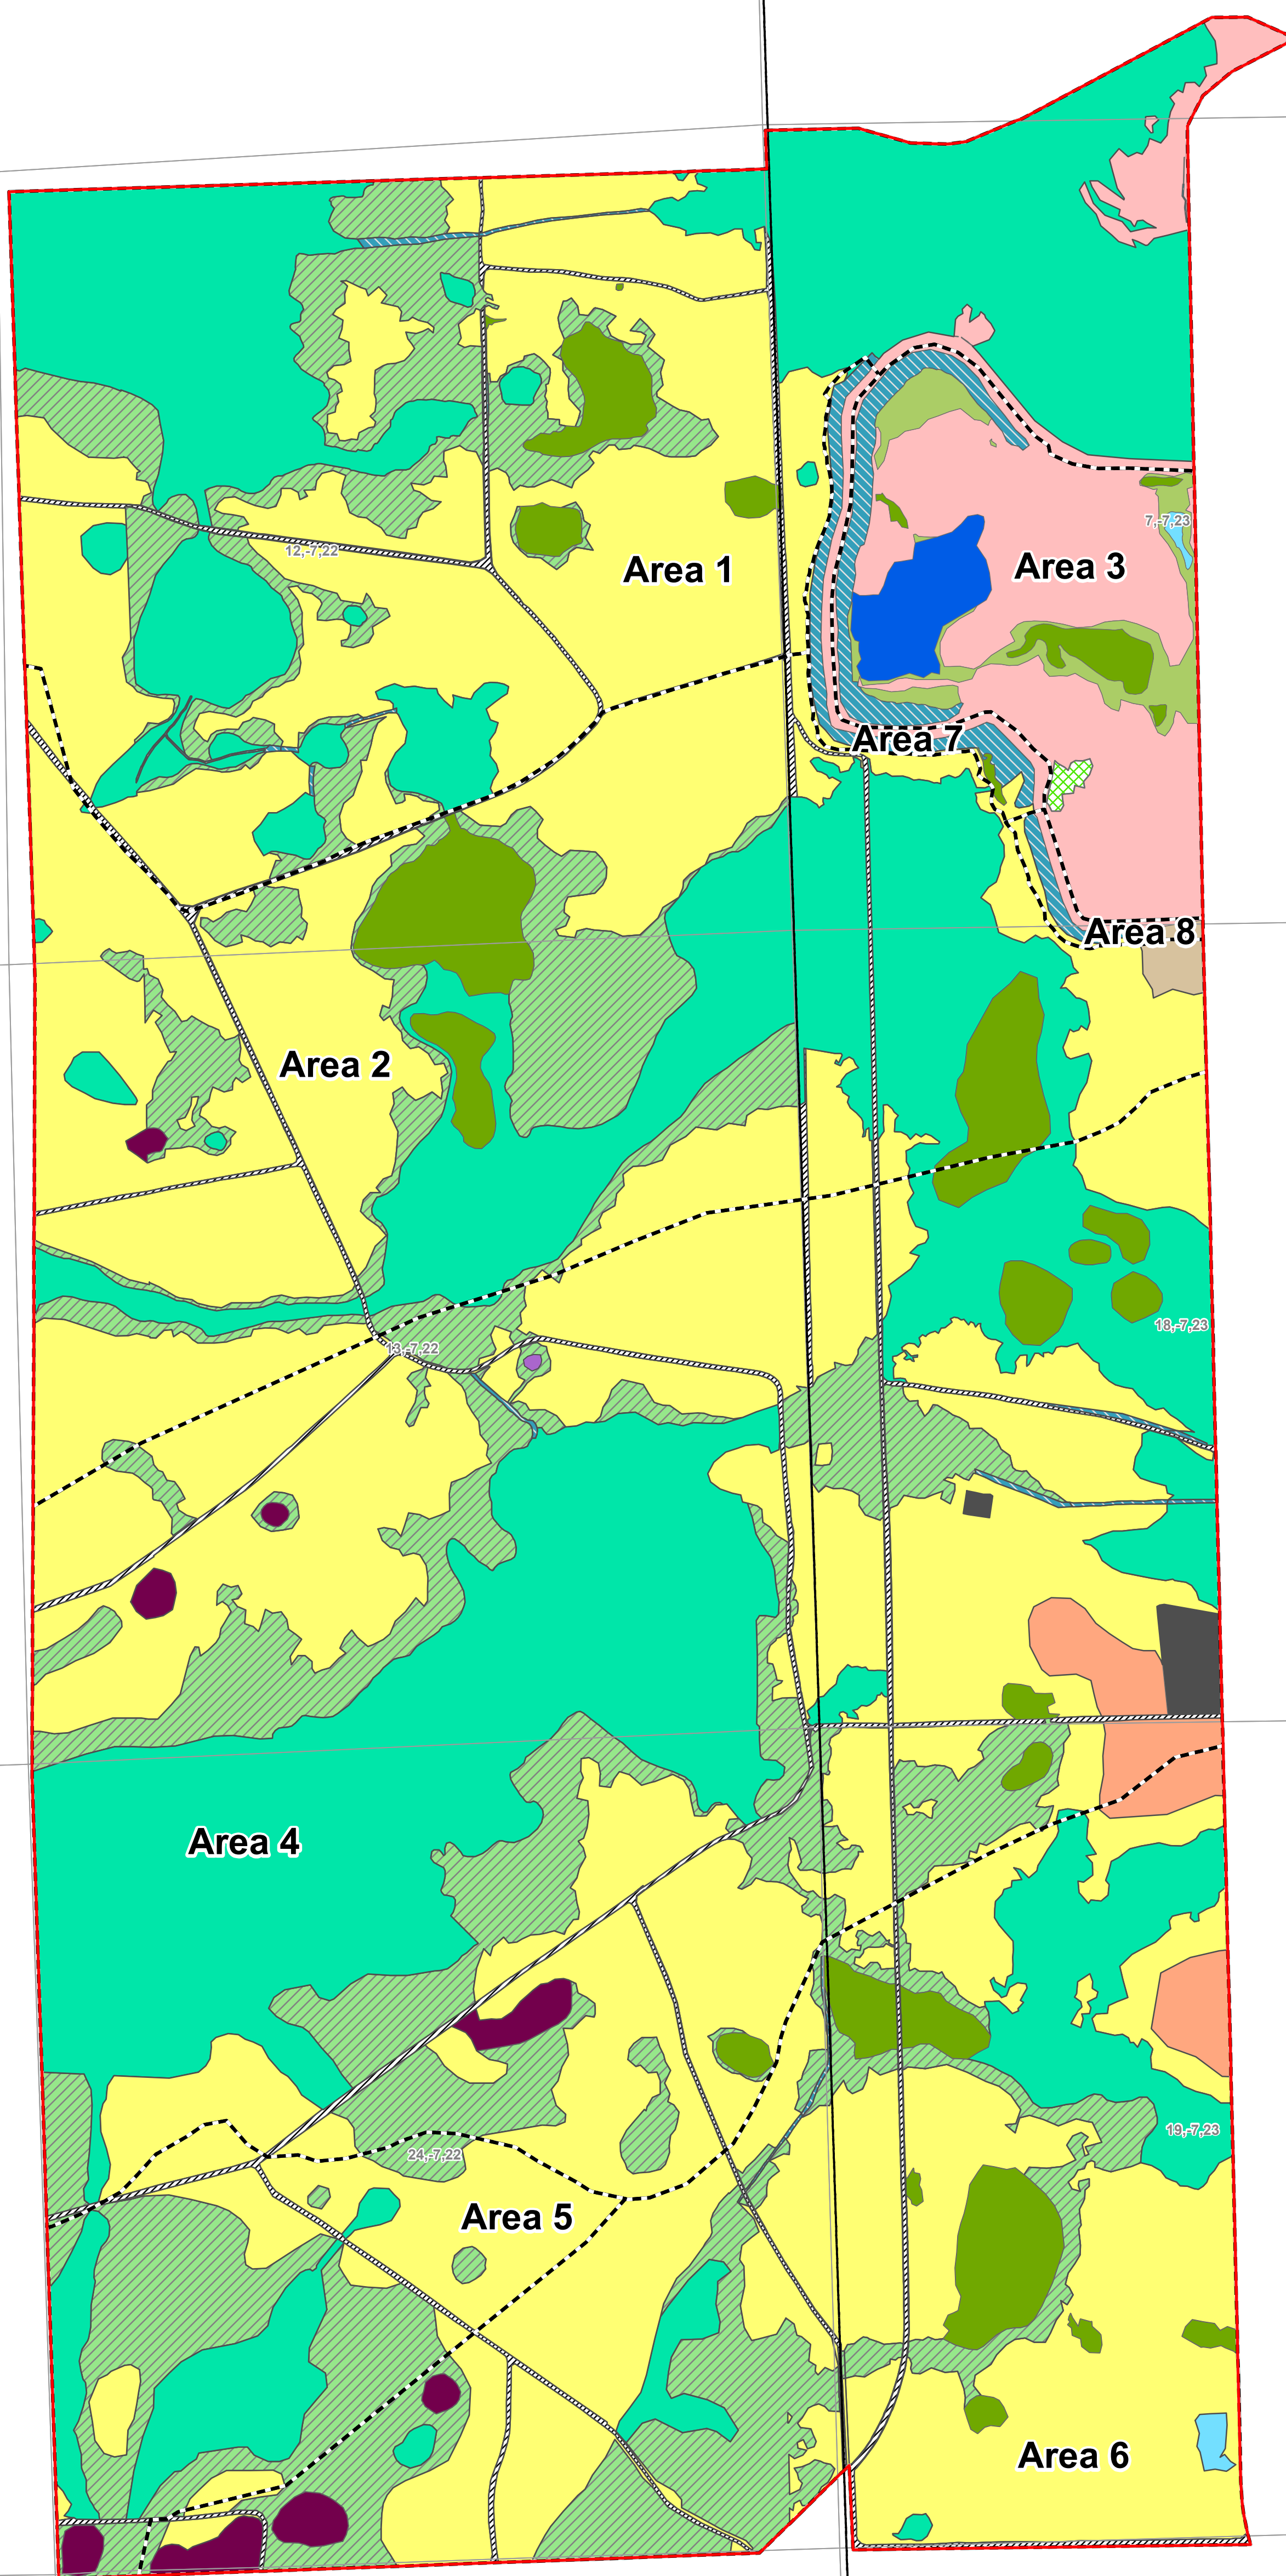 7,-7,23
12,-7,22
Area 3
Area 1
Area 7
Area 8
Area 2
18,-7,23
13,-7,22
Area 4
19,-7,23
24,-7,22
Area 5
Area 6